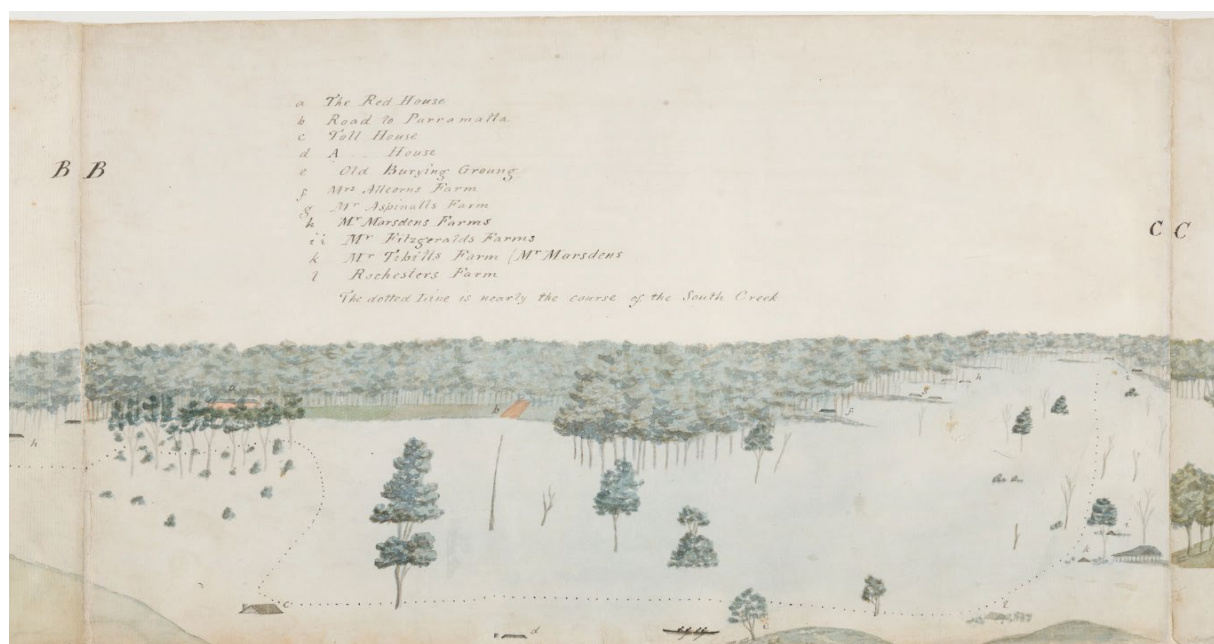 a The Red House
b Road to Parramatta
c Toll House
d A . . . House
e Old Burying Ground
f Mrs Allcorns Farm
g Mr Aspinalls Farm
h Mr Marsdens Farms
ii Mr Fitzgeralds Farms
k Mr Tibills Farm (Mr Marsdens
l Rochesters Farm
The dotted Line is nearly the course of the South Creek
B B
C C
a
b
h
h
f
i
c
d
k
l